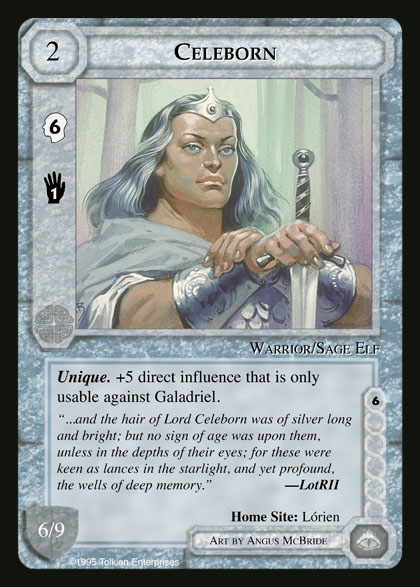 2
CELEBORN
6
1
WARRIOR/SAGE ELF
Unique. +5 direct influence that is only
usable against Galadriel.
6
“...and the hair of Lord Celeborn was of silver long
and bright; but no sign of age was upon them,
unless in the depths of their eyes; for these were
keen as lances in the starlight, and yet profound,
the wells of deep memory.” —LotRII
Home Site: Lórien
6/9
ART BY ANGUS MCBRIDE
©1995 Tolkien Enterprises